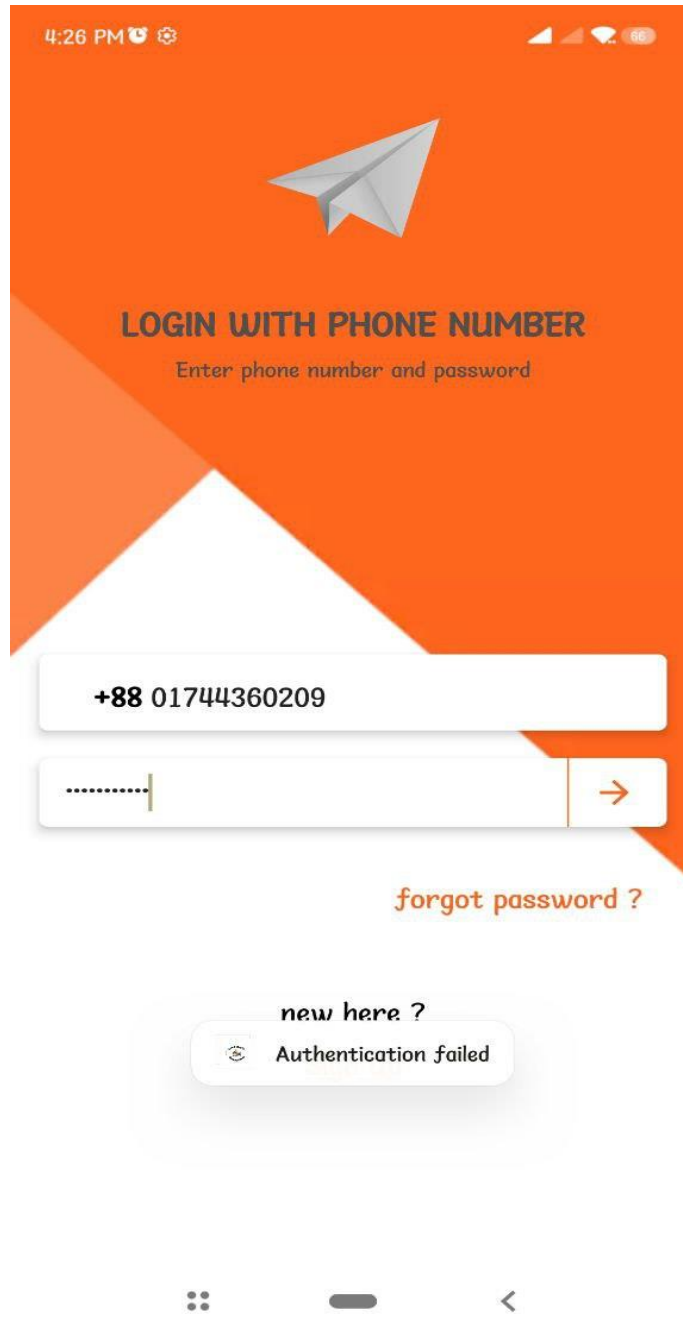 4:26 PM
66
LOGIN WITH PHONE NUMBER
Enter phone number and password
+88 01744360209
•••••••••••
forgot password ?
new here ?
Authentication failed